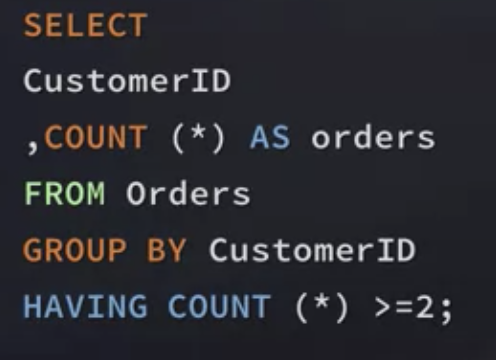 SELECT
CustomerID
,COUNT (*) AS orders
FROM Orders
GROUP BY CustomerID
HAVING COUNT (*) >=2;